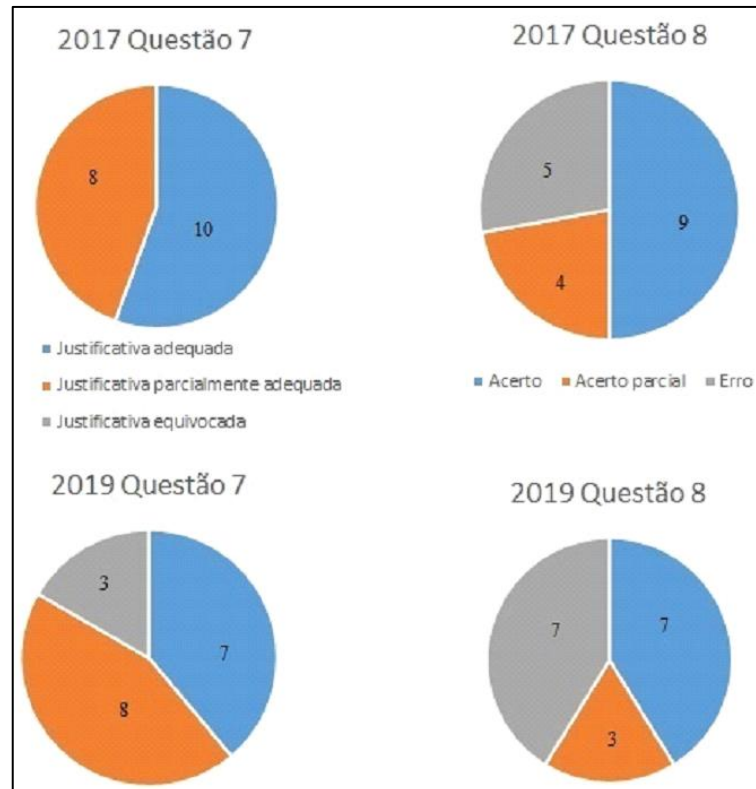 2017 Questão 7
8
10
Justificativa adequada
Justificativa parcialmente adequada
Justificativa equivocada
2017 Questão 8
5
9
4
Acerto Acerto parcial Erro
2019 Questão 7
3
7
8
2019 Questão 8
7
7
3